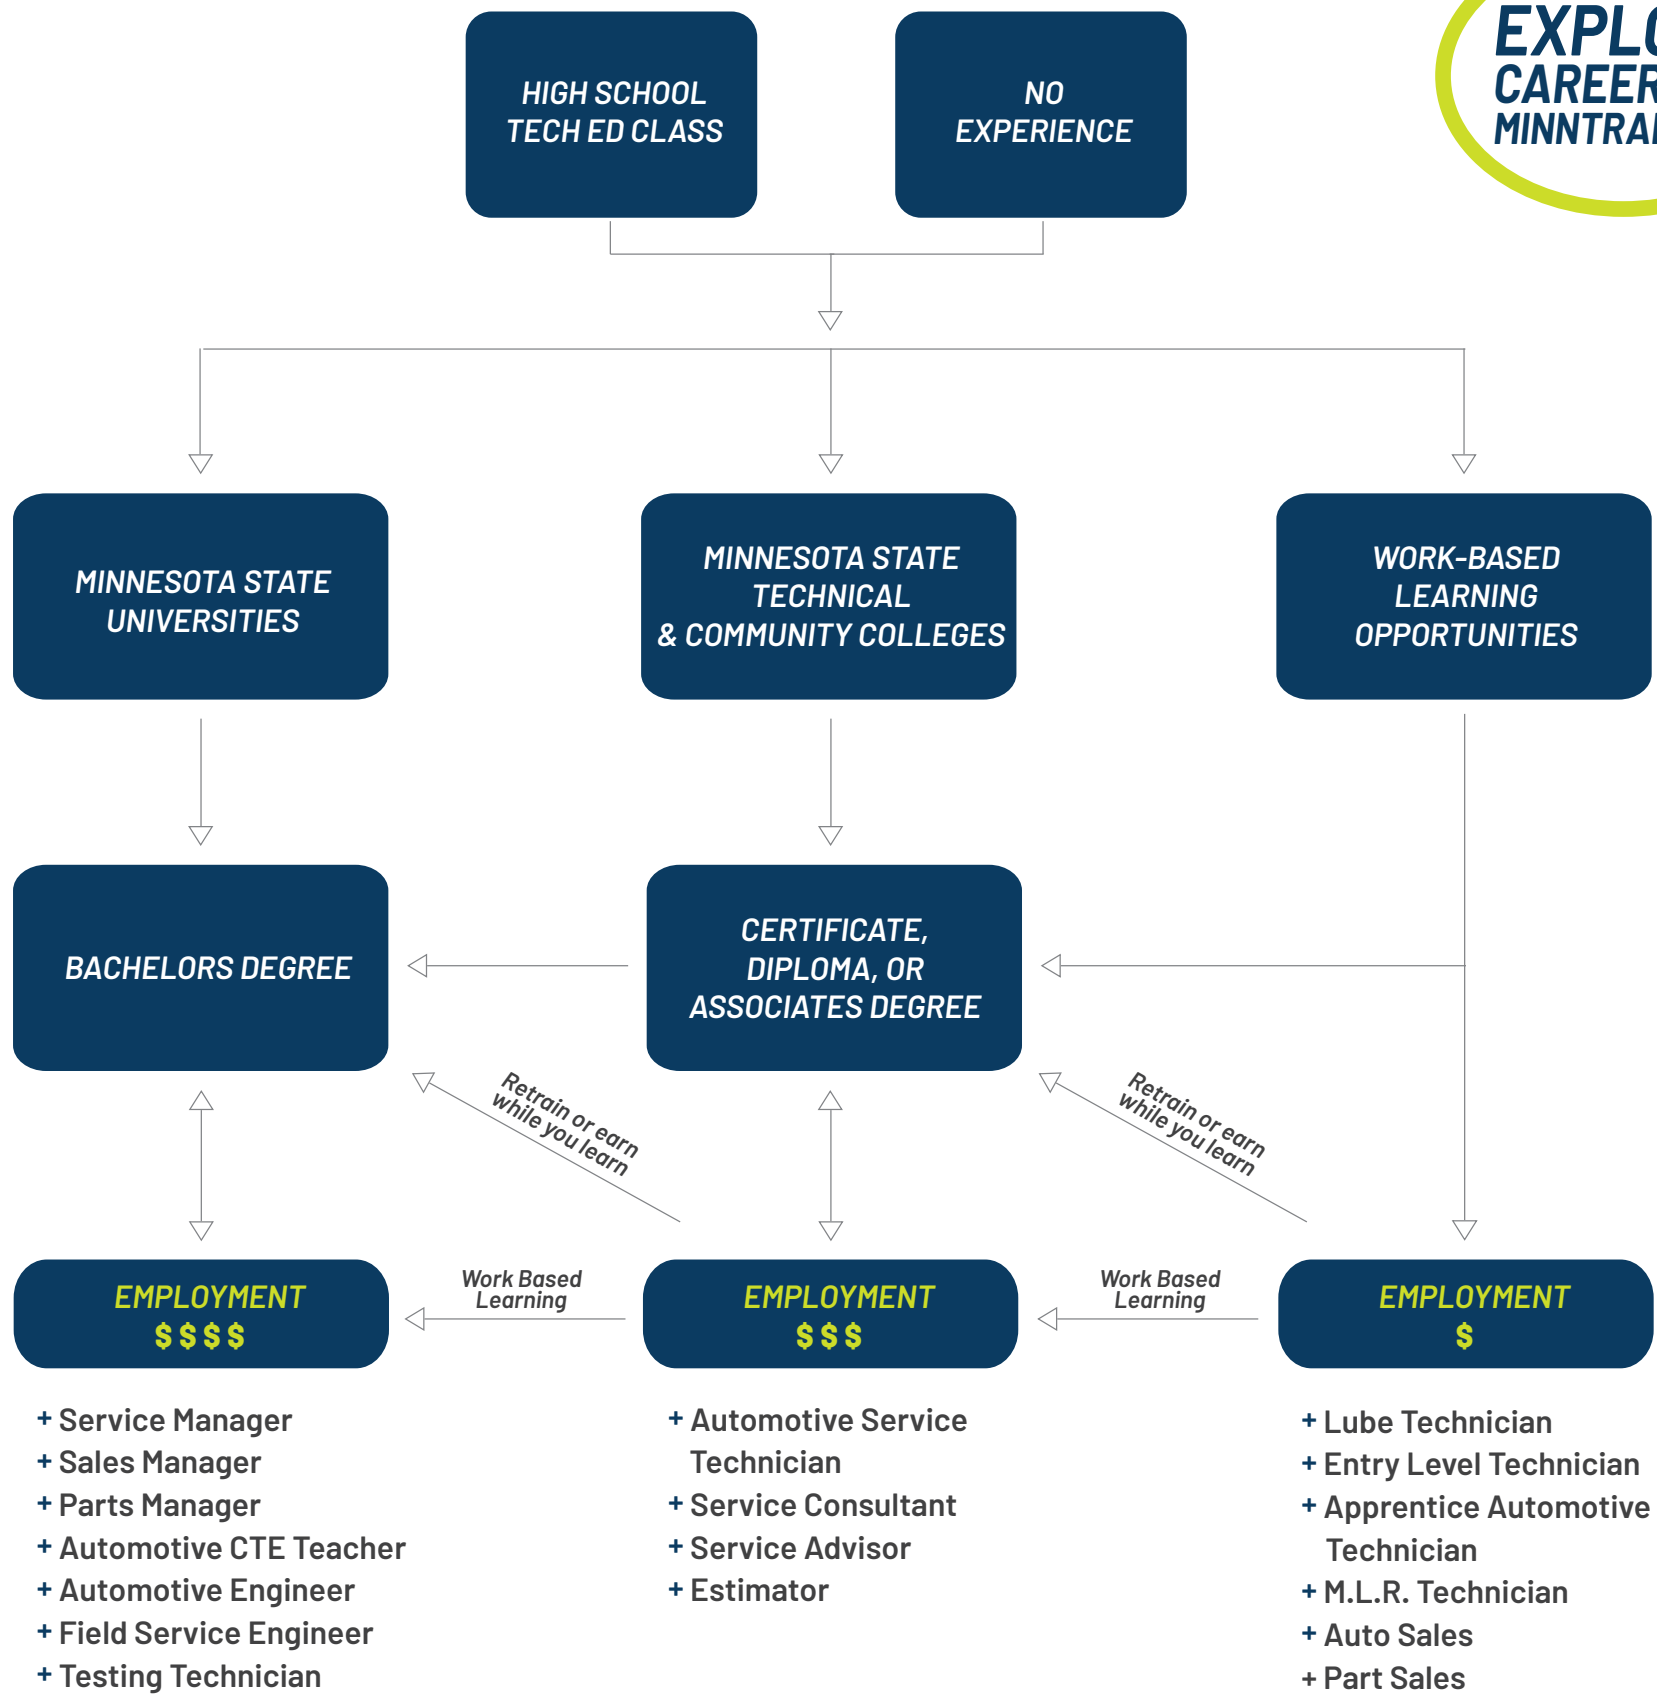 HIGH SCHOOL
TECH ED CLASS
NO
EXPERIENCE
CAREER
MINNESOTA STATE
UNIVERSITIES
MINNESOTA STATE
TECHNICAL
& COMMUNITY COLLEGES
WORK-BASED
LEARNING
OPPORTUNITIES
BACHELORS DEGREE
CERTIFICATE,
DIPLOMA, OR
ASSOCIATES DEGREE
Retrain or earn
while you learn
Retrain or earn
while you learn
EMPLOYMENT
$ $ $ $
Work Based
Learning
EMPLOYMENT
$ $ $
Work Based
Learning
EMPLOYMENT
$
+ Service Manager
+ Sales Manager
+ Parts Manager
+ Automotive CTE Teacher
+ Automotive Engineer
+ Field Service Engineer
+ Testing Technician
+ Automotive Service
Technician
+ Service Consultant
+ Service Advisor
+ Estimator
+ Lube Technician
+ Entry Level Technician
+ Apprentice Automotive
Technician
+ M.L.R. Technician
+ Auto Sales
+ Part Sales